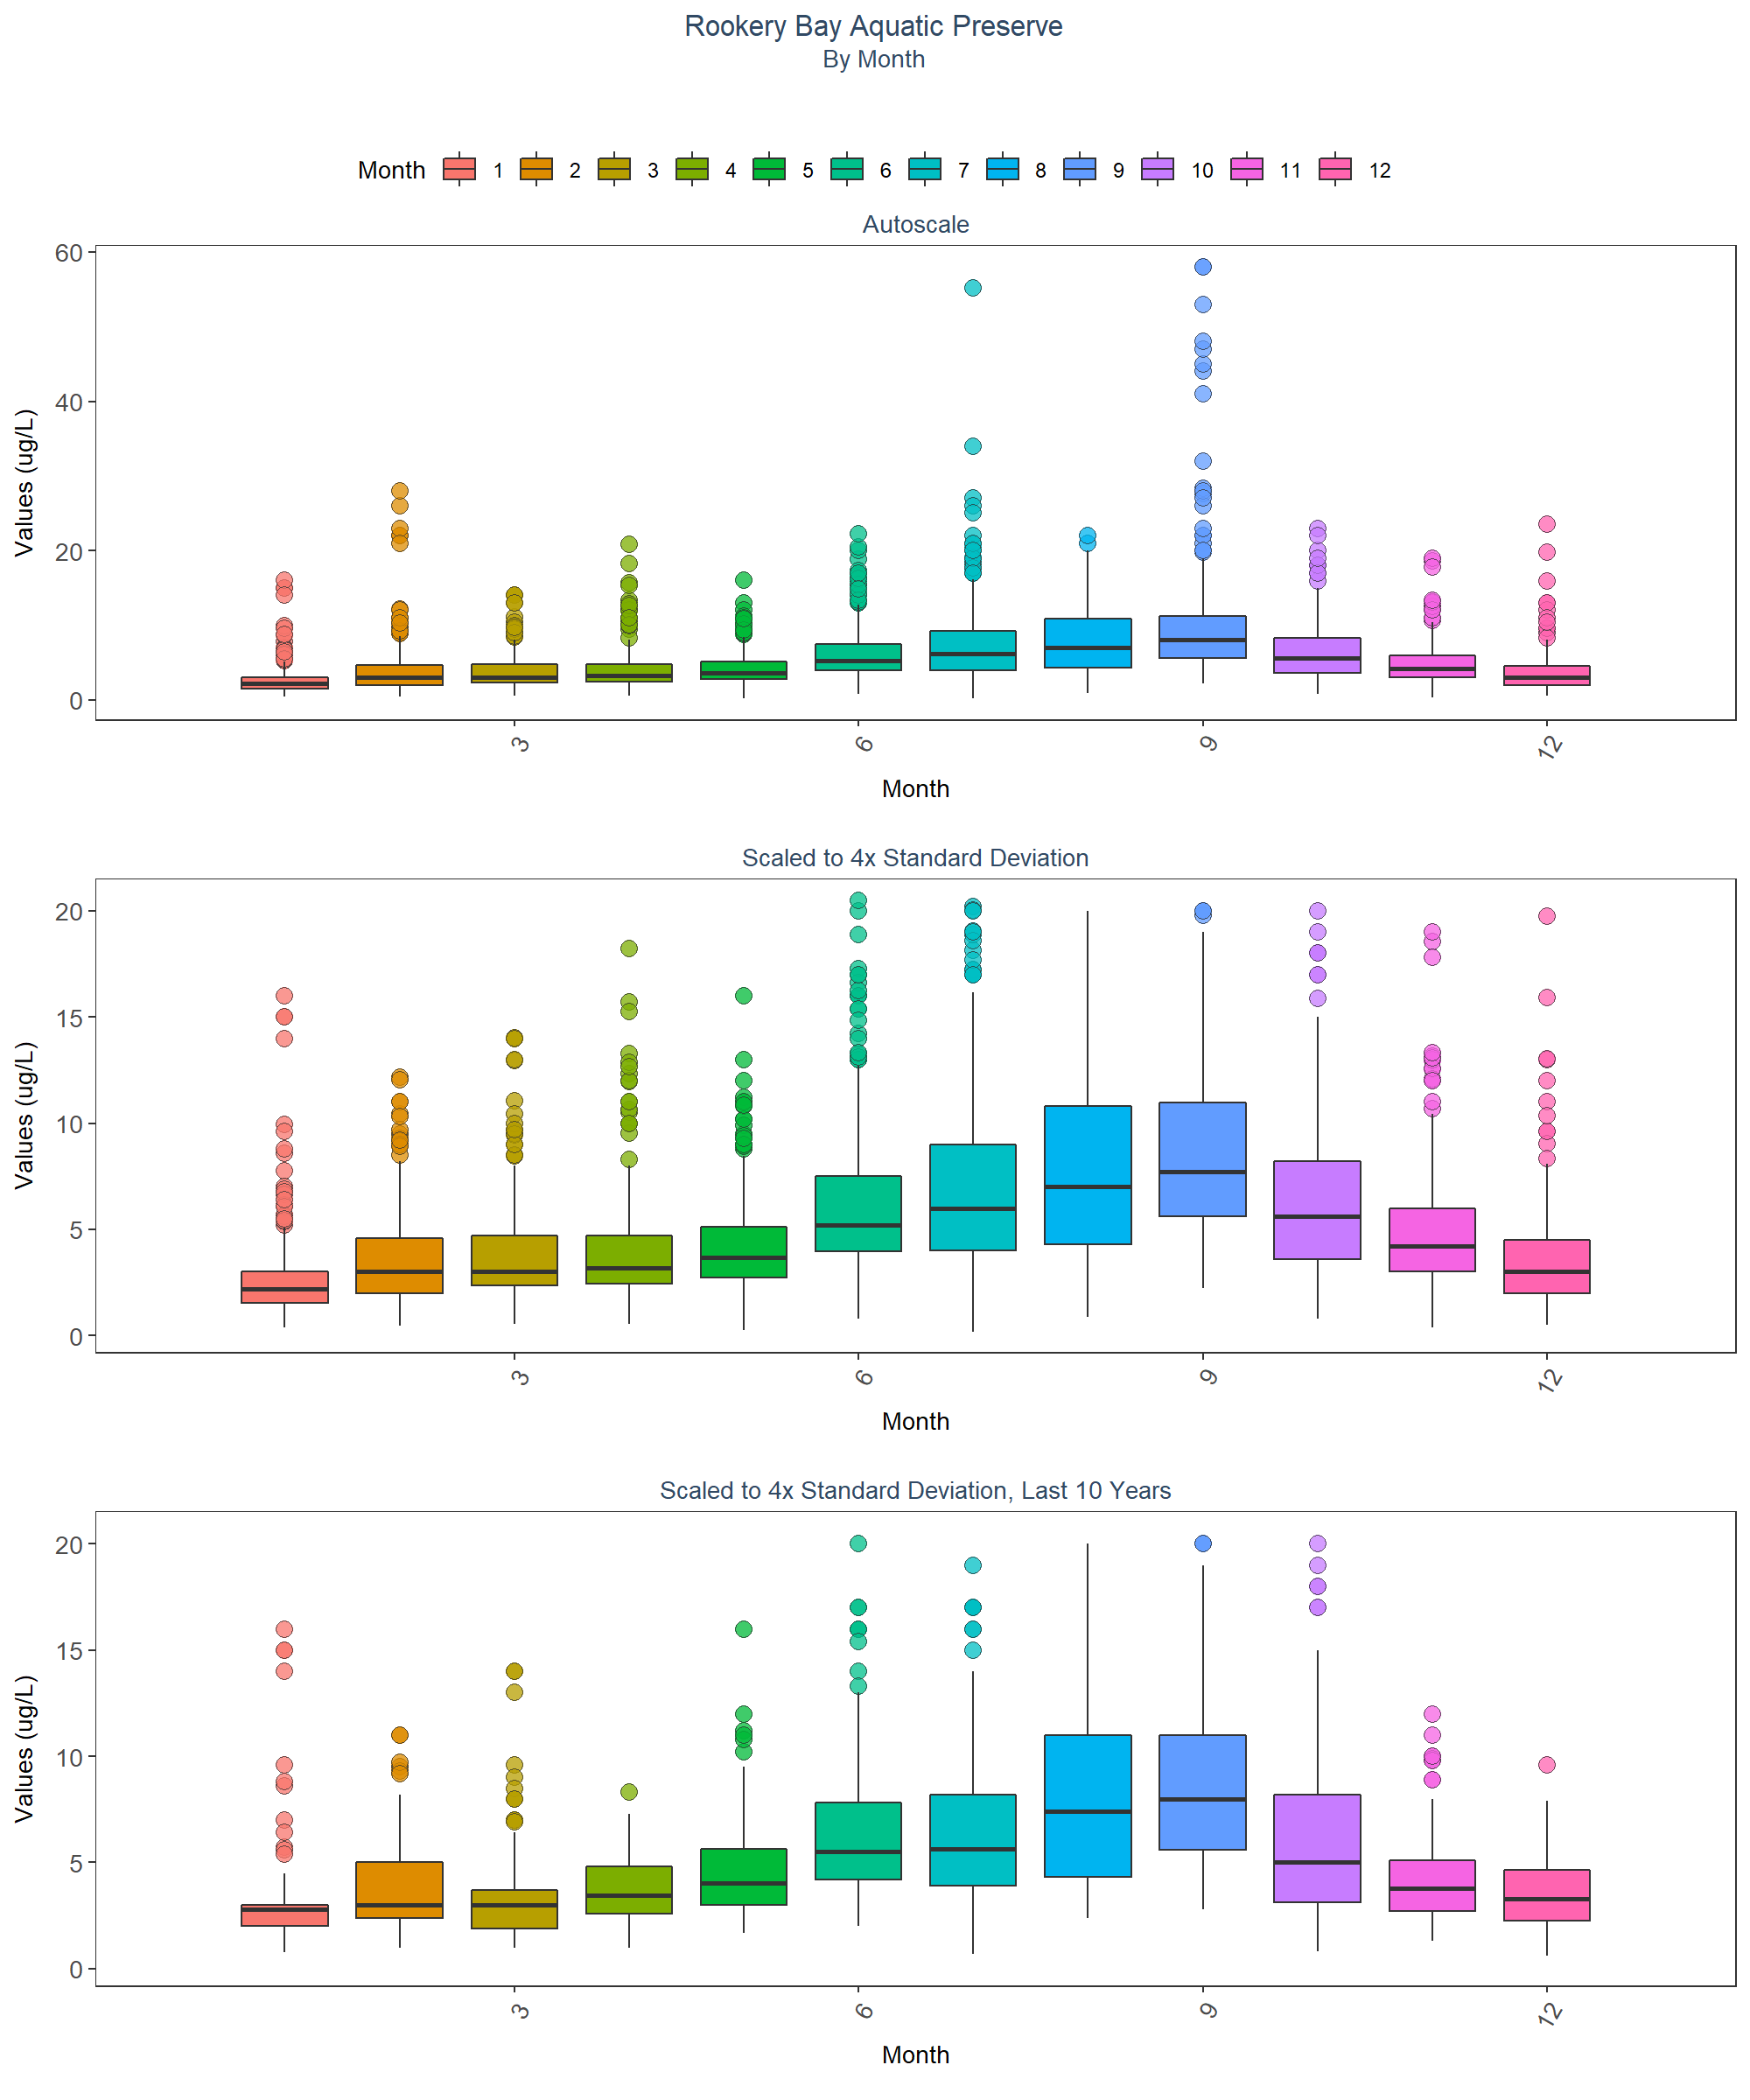 Rookery Bay Aquatic Preserve
By Month
Month 1 2 3 4 5 6 7 8 9 10 11 12
Autoscale
Values (ug/L)
60
40
20
0
3 6 9 12
Month
Scaled to 4x Standard Deviation
Values (ug/L)
20
15
10
5
0
3 6 9 12
Month
Scaled to 4x Standard Deviation, Last 10 Years
Values (ug/L)
20
15
10
5
0
3 6 9 12
Month